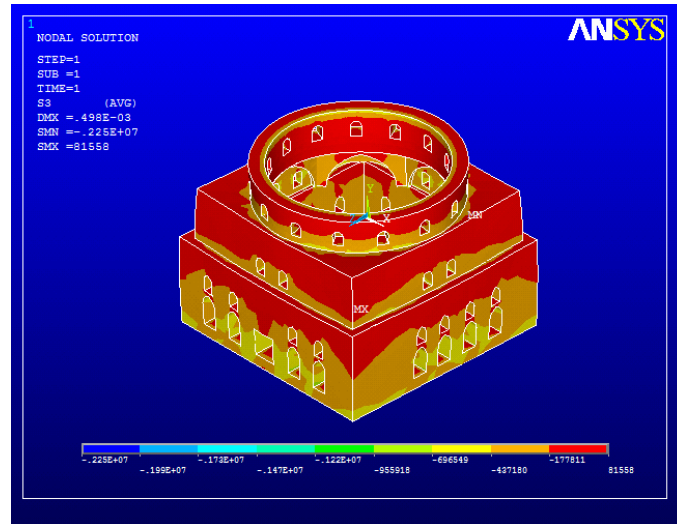 1
ANSYS
NODAL SOLUTION
STEP=1
SUB =1
TIME=1
S3 (AVG)
DMX =.498E-03
SMN =-.225E+07
SMX =81558
Y
X
MN
MX
-.225E+07 -.173E+07 -.122E+07 -696549 -177811
-.199E+07 -.147E+07 -955918 -437180 81558